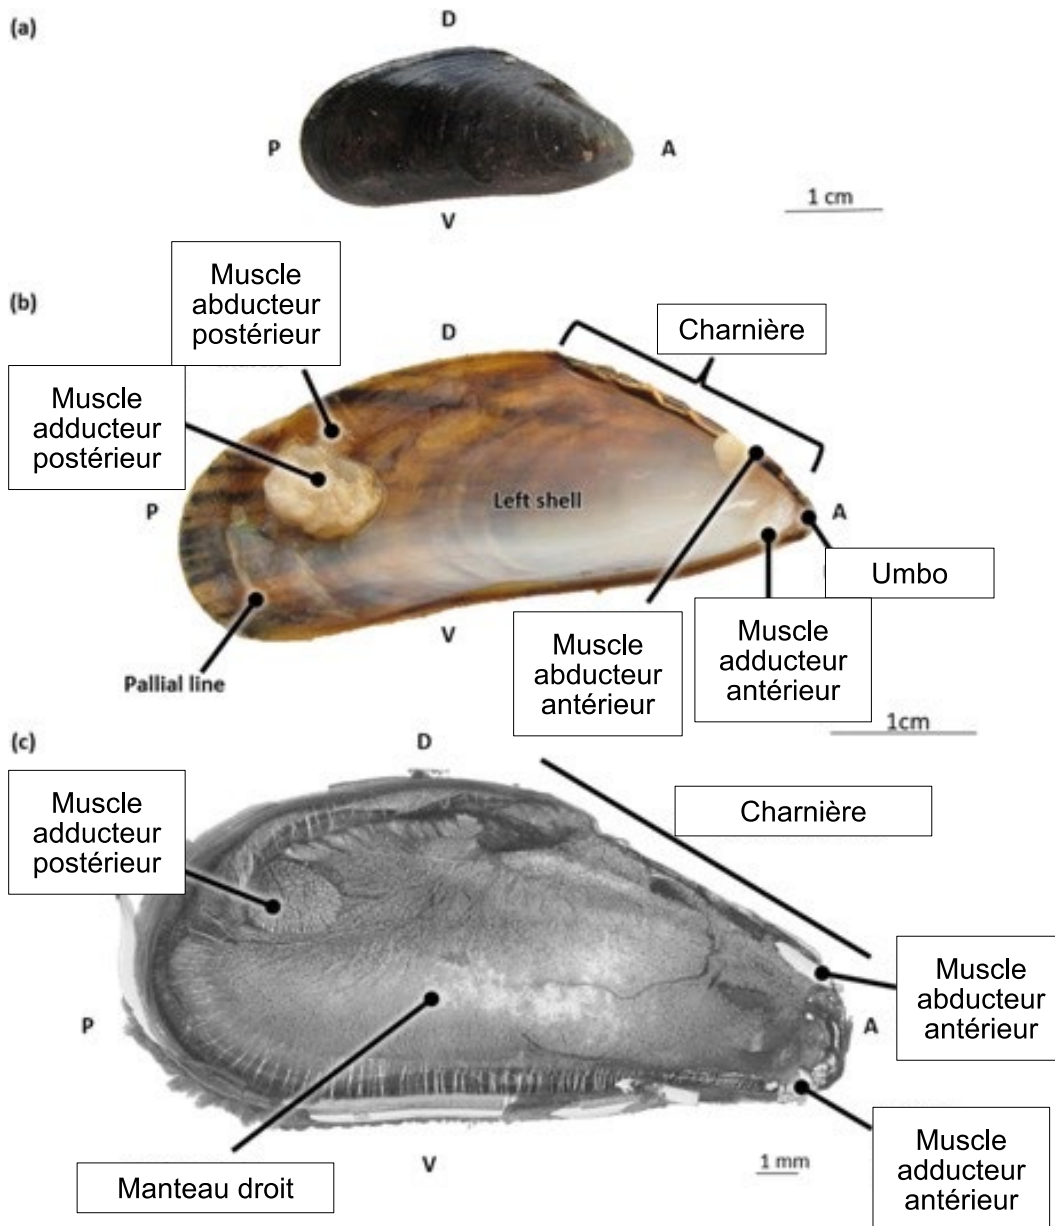 (a)
D
P
A
1 cm
V
Muscle
abducteur
postérieur
(b)
D
Charnière
Muscle
adducteur
postérieur
Left shell
P
A
Umbo
Muscle
abducteur
antérieur
Muscle
adducteur
antérieur
V
Pallial line
1cm
(c)
D
Muscle
adducteur
postérieur
Charnière
Muscle
abducteur
antérieur
P
A
Muscle
adducteur
antérieur
V
1 mm
Manteau droit